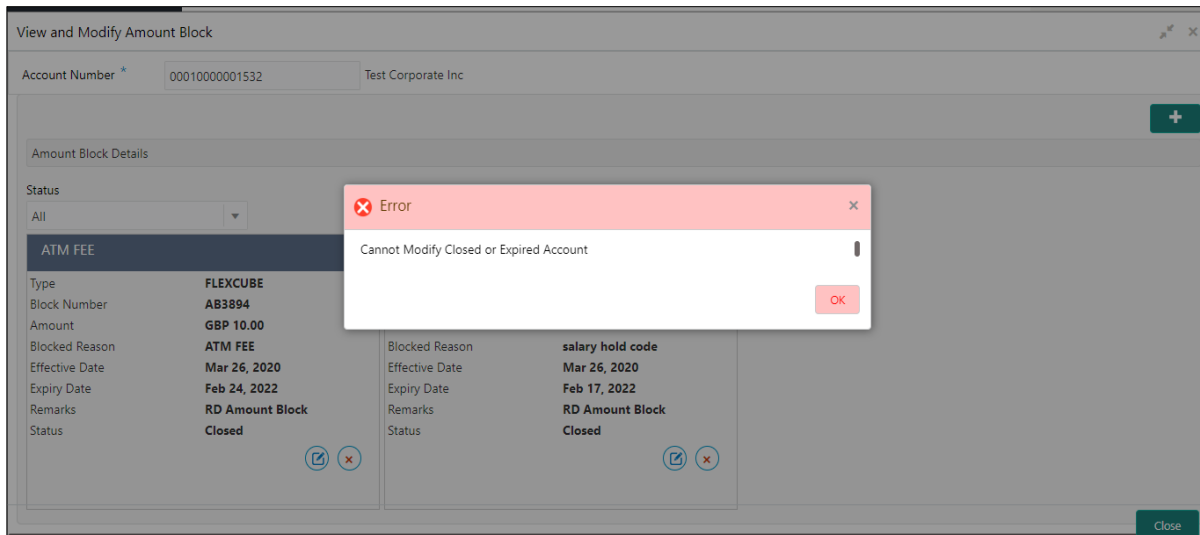 View and Modify Amount Block
Account Number * 00010000001532 Test Corporate Inc
Amount Block Details
Status
All
Error
Cannot Modify Closed or Expired Account
OK
ATM FEE
Type FLEXCUBE
Block Number AB3894
Amount GBP 10.00
Blocked Reason ATM FEE
Effective Date Mar 26, 2020
Expiry Date Feb 24, 2022
Remarks RD Amount Block
Status Closed
Blocked Reason salary hold code
Effective Date Mar 26, 2020
Expiry Date Feb 17, 2022
Remarks RD Amount Block
Status Closed
Close